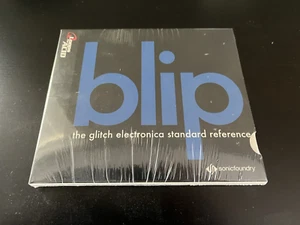 blip
the glitch electronica standard reference
sonicfoundry